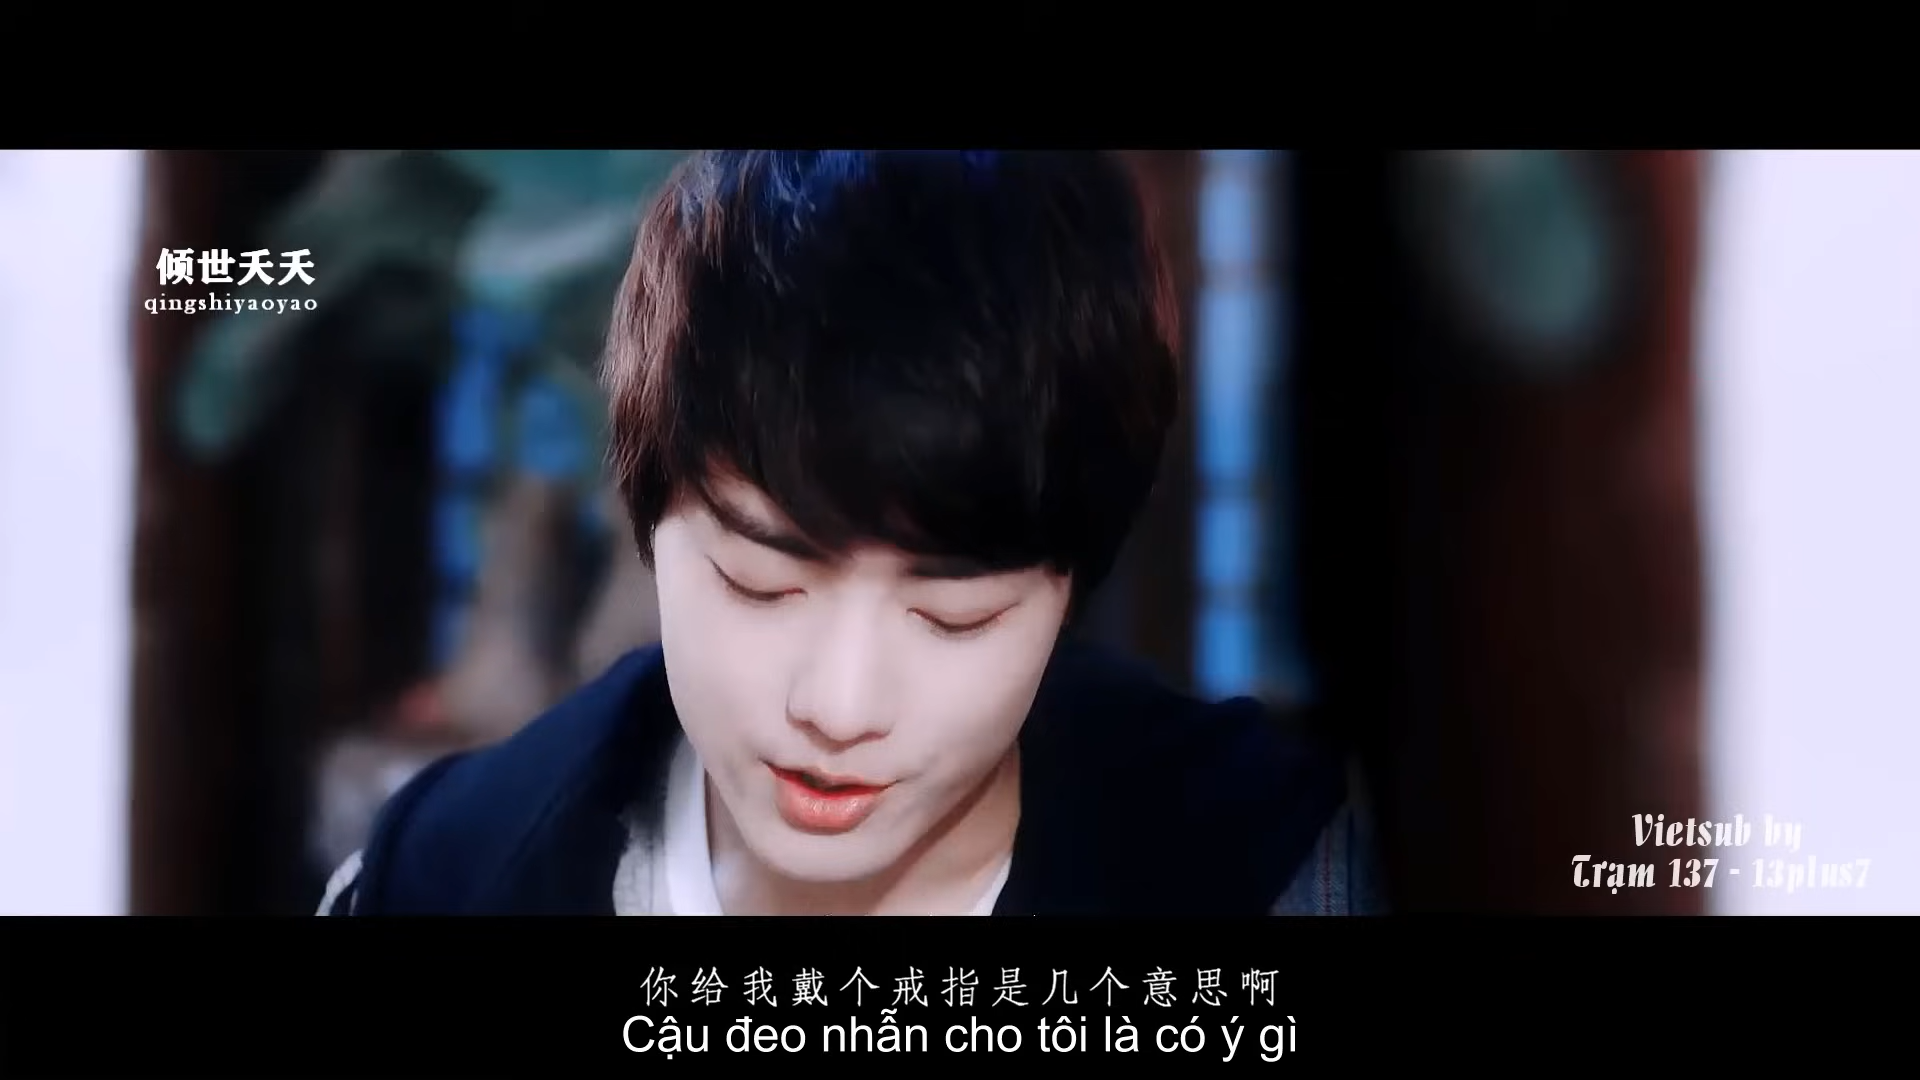 倾世夭夭
qingshiyaoyao
Vietsub by
Trạm 137 - 13plus7
你给我戴个戒指是几个意思啊
Cậu đeo nhẫn cho tôi là có ý gì